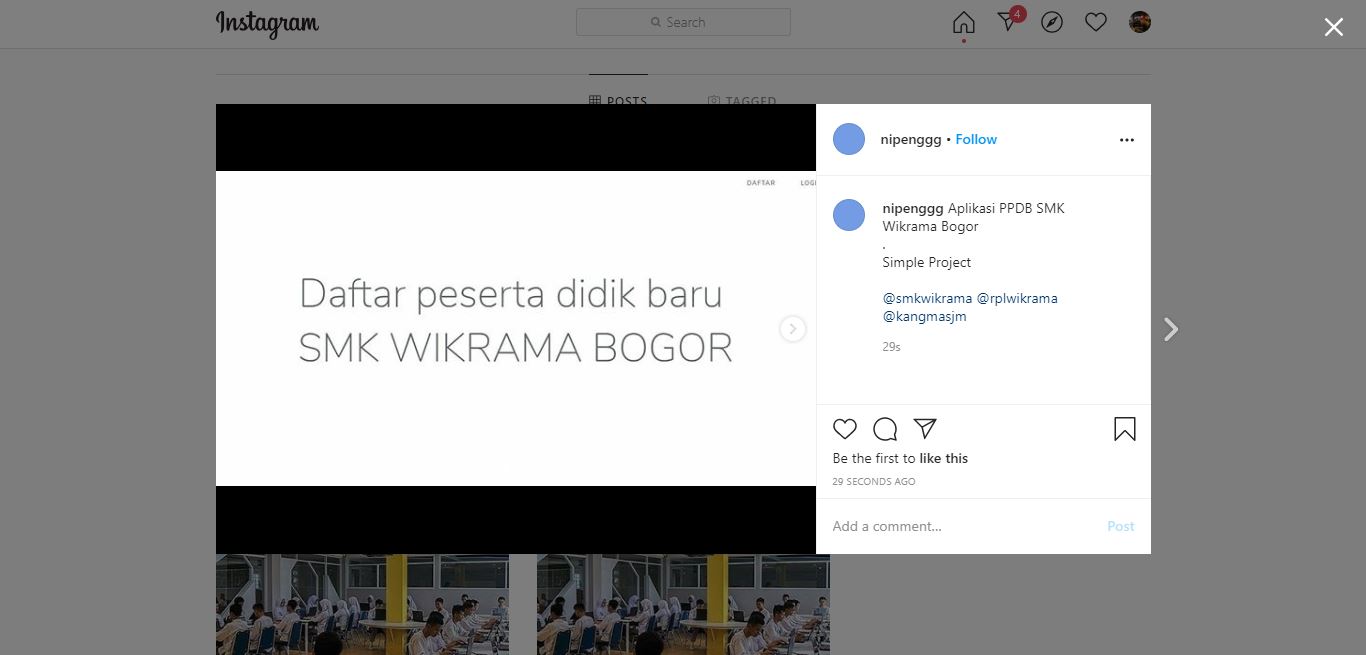 Instagram
Search
4
POSTS
TAGGED
DAFTAR
Daftar peserta didik baru
SMK WIKRAMA BOGOR
nipenggg • Follow
nipenggg Aplikasi PPDB SMK
Wikrama Bogor
.
Simple Project
@smkwikrama @rplwikrama
@kangmasjm
29s
Be the first to like this
29 SECONDS AGO
Add a comment...
Post